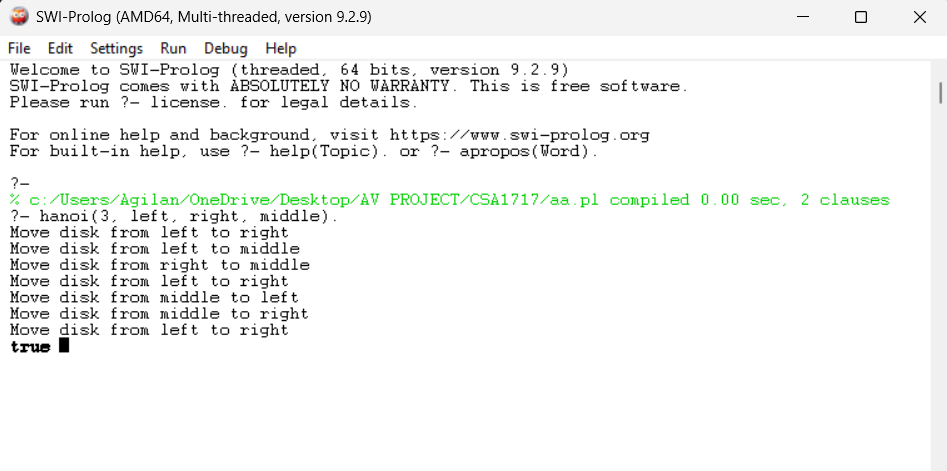 SWI-Prolog (AMD64, Multi-threaded, version 9.2.9)
File Edit Settings Run Debug Help
Welcome to SWI-Prolog (threaded, 64 bits, version 9.2.9)
SWI-Prolog comes with ABSOLUTELY NO WARRANTY. This is free software.
Please run ?- license. for legal details.
For online help and background, visit https://www.swi-prolog.org
For built-in help, use ?- help(Topic). or ?- apropos(Word).
?-
% c:/Users/Agilan/OneDrive/Desktop/AV PROJECT/CSA1717/aa.pl compiled 0.00 sec, 2 clauses
?- hanoi(3, left, right, middle).
Move disk from left to right
Move disk from left to middle
Move disk from right to middle
Move disk from left to right
Move disk from middle to left
Move disk from middle to right
Move disk from left to right
true